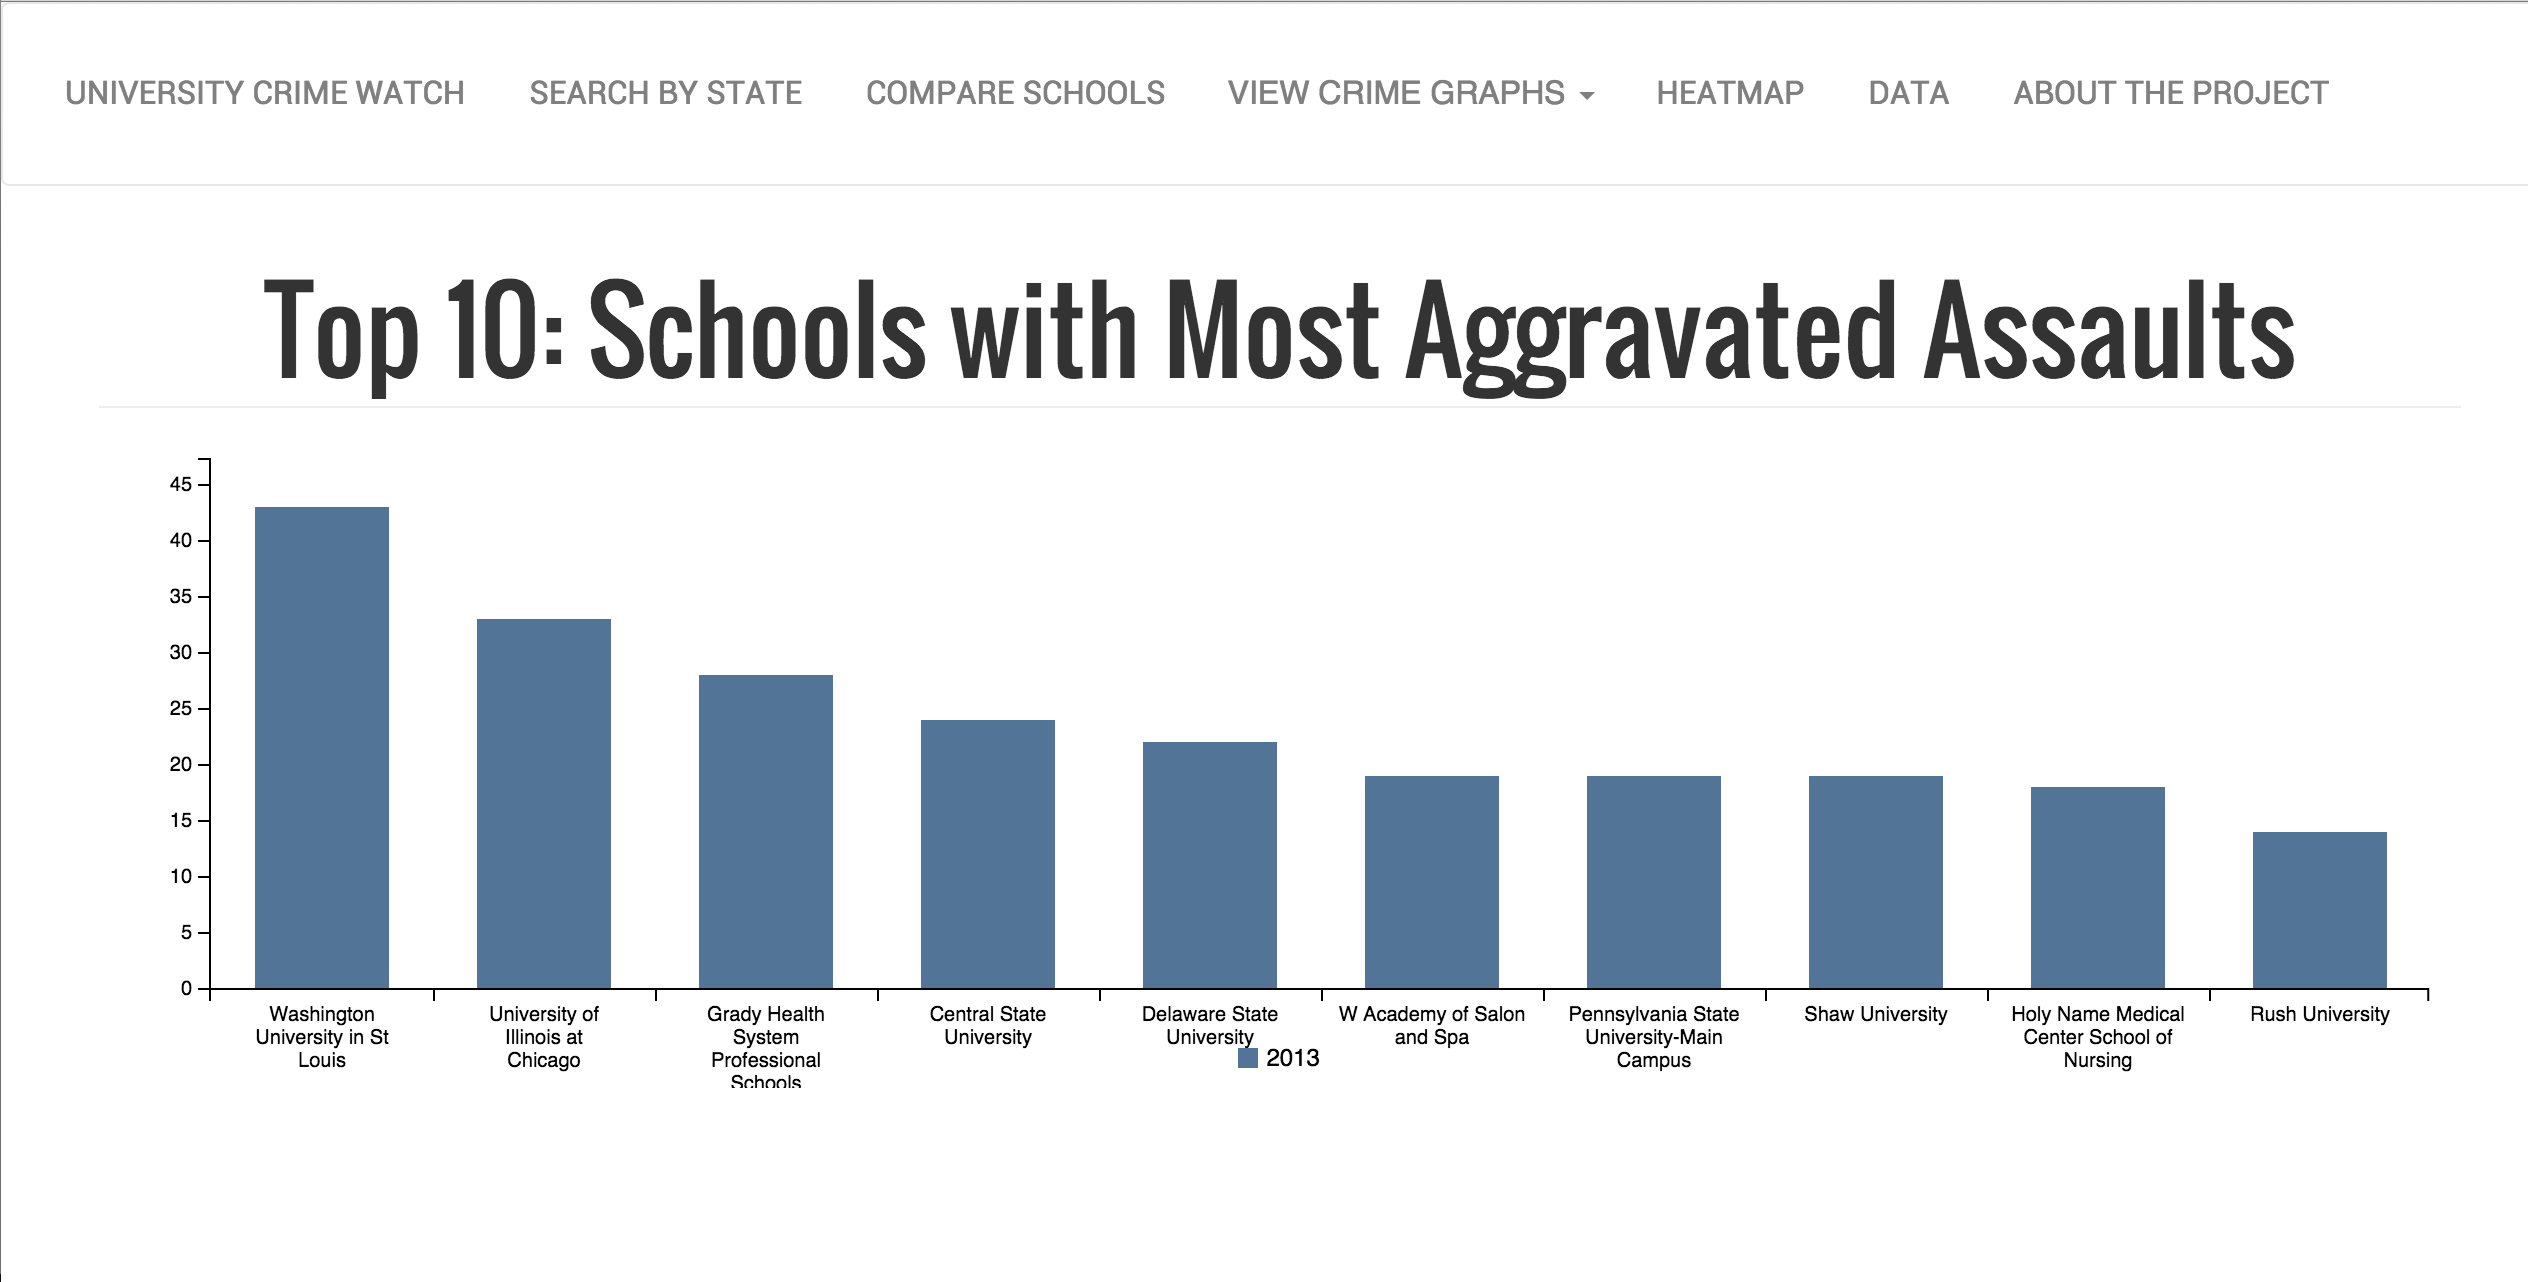 UNIVERSITY CRIME WATCH SEARCH BY STATE COMPARE SCHOOLS VIEW CRIME GRAPHS HEATMAP DATA ABOUT THE PROJECT
Top 10: Schools with Most Aggravated Assaults
45
40
35
30
25
20
15
10
5
0
Washington
University in St
Louis
University of
Illinois at
Chicago
Grady Health
System
Professional
Schools
Central State
University
Delaware State
University
W Academy of Salon
and Spa
Pennsylvania State
University-Main
Campus
Shaw University
Holy Name Medical
Center School of
Nursing
Rush University
2013